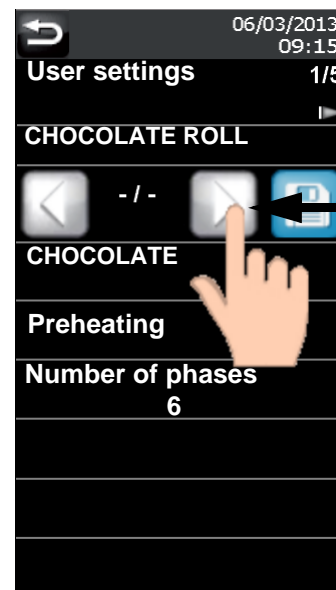 06/03/2013
09:15
User settings 1/5
CHOCOLATE ROLL
- / -
CHOCOLATE
Preheating
Number of phases
6